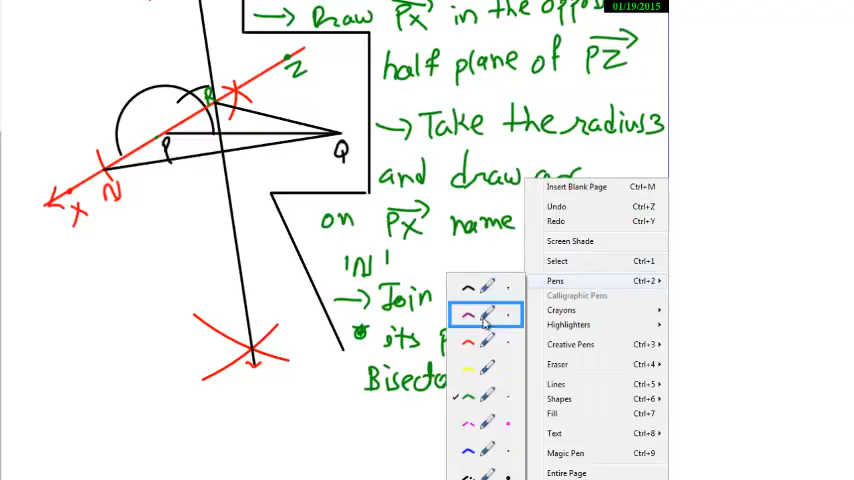 01/19/2015
→ Draw PX in the
half plane of PZ
→ Take the radius 3
and draw arc
on PX name
'N'
→ Join
its
Bisecto
Z
R
P
Q
N
X
Insert Blank Page Ctrl+M
Undo Ctrl+Z
Redo Ctrl+Y
Screen Shade
Select Ctrl+1
Pens Ctrl+2
Calligraphic Pens
Crayons
Highlighters
Creative Pens Ctrl+3
Eraser Ctrl+4
Lines Ctrl+5
Shapes Ctrl+6
Fill Ctrl+7
Text Ctrl+8
Magic Pen Ctrl+9
Entire Page